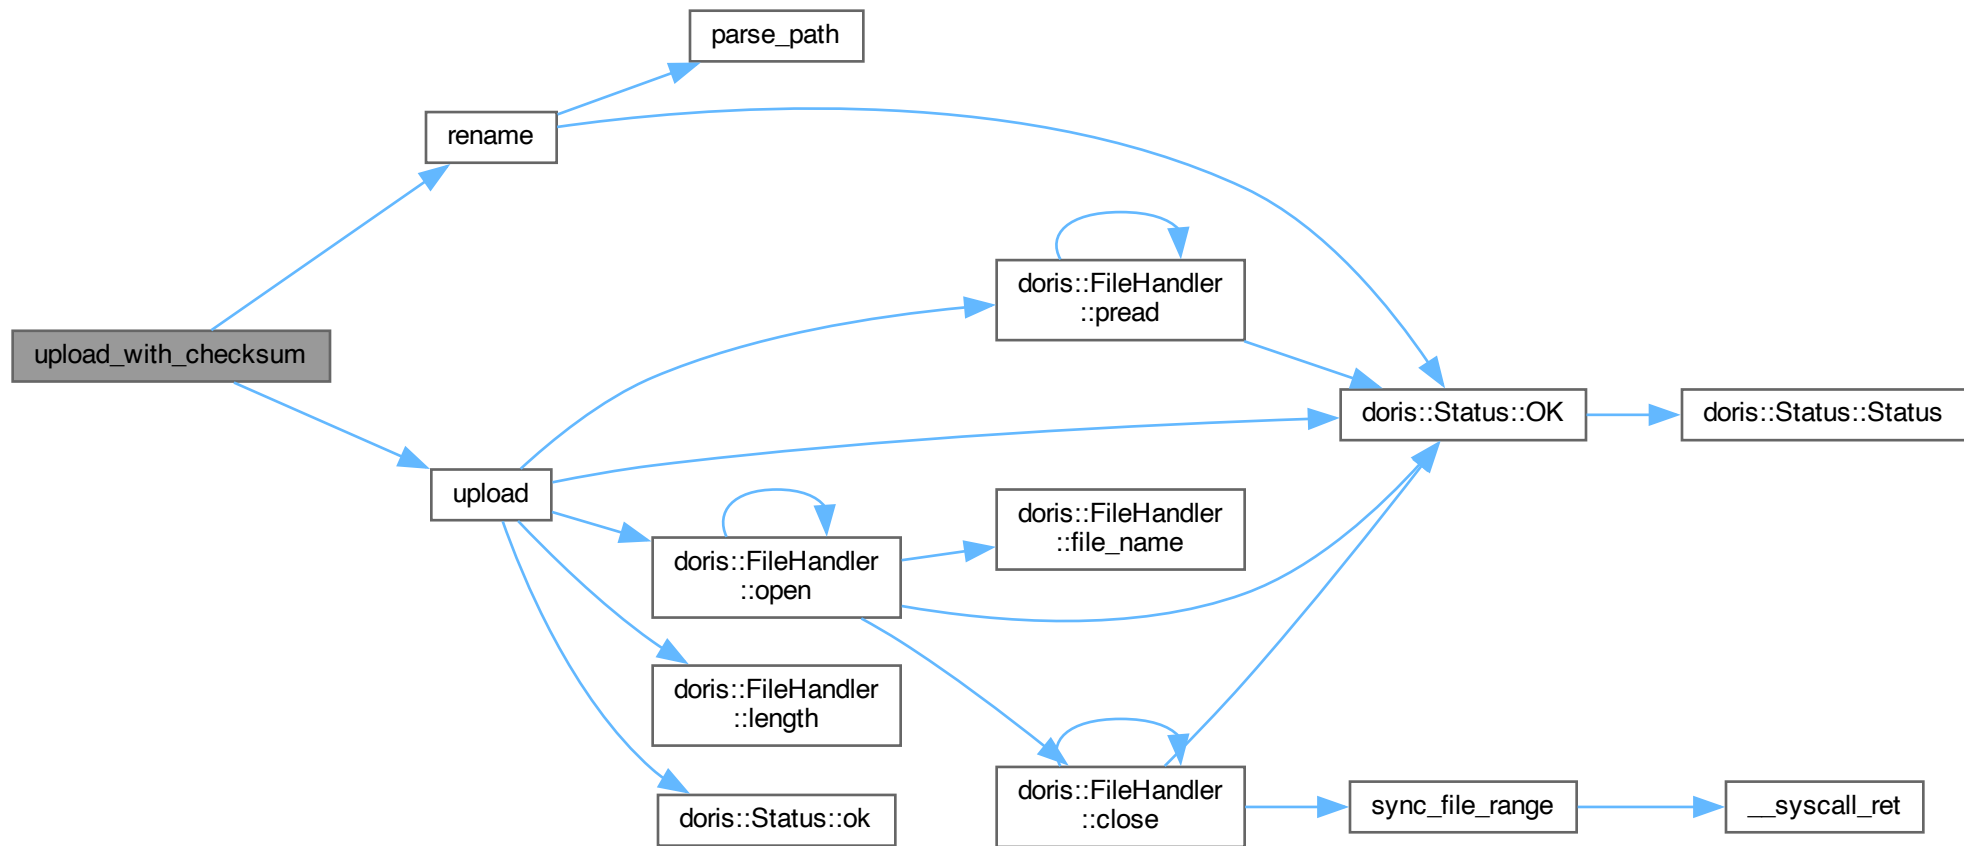 parse_path
rename
doris::FileHandler
::pread
upload_with_checksum
doris::Status::OK
doris::Status::Status
upload
doris::FileHandler
::file_name
doris::FileHandler
::open
doris::FileHandler
::length
doris::FileHandler
::close
sync_file_range
__syscall_ret
doris::Status::ok